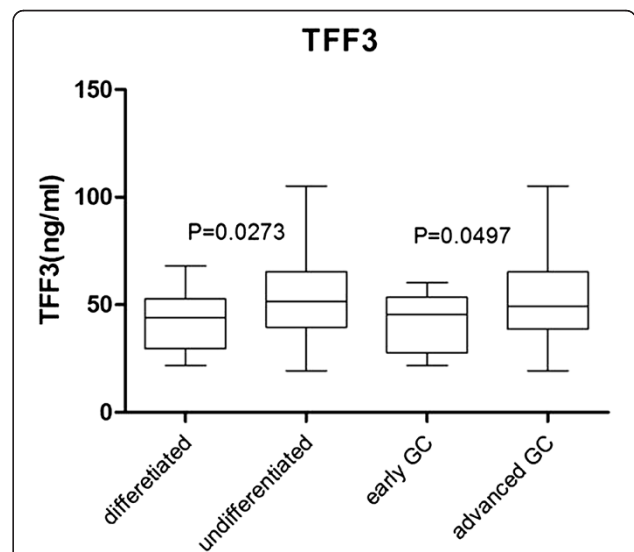 TFF3
150
100
50
0
TFF3(ng/ml)
P=0.0273
P=0.0497
differetiated
undifferentiated
early GC
advanced GC